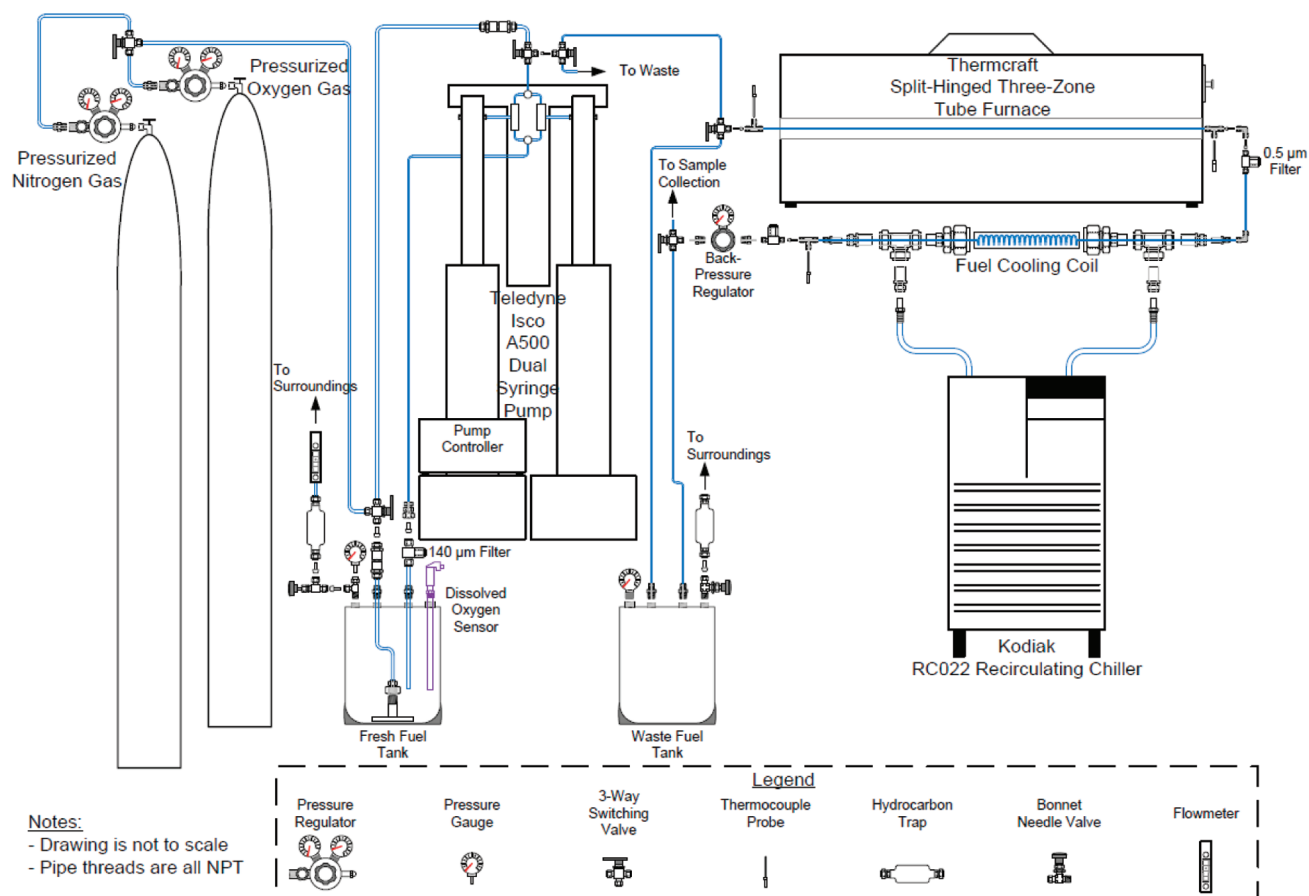 Pressurized
Oxygen Gas
Pressurized
Nitrogen Gas
To Waste
Thermcraft
Split-Hinged Three-Zone
Tube Furnace
0.5 µm
Filter
To Sample
Collection
Back-
Pressure
Regulator
Fuel Cooling Coil
Teledyne
Isco
A500
Dual
Syringe
Pump
Pump
Controller
To
Surroundings
To
Surroundings
140 µm Filter
Dissolved
Oxygen
Sensor
Fresh Fuel
Tank
Waste Fuel
Tank
Kodiak
RC022 Recirculating Chiller
Notes:
- Drawing is not to scale
- Pipe threads are all NPT
Legend
Pressure
Regulator
Pressure
Gauge
3-Way
Switching
Valve
Thermocouple
Probe
Hydrocarbon
Trap
Bonnet
Needle Valve
Flowmeter